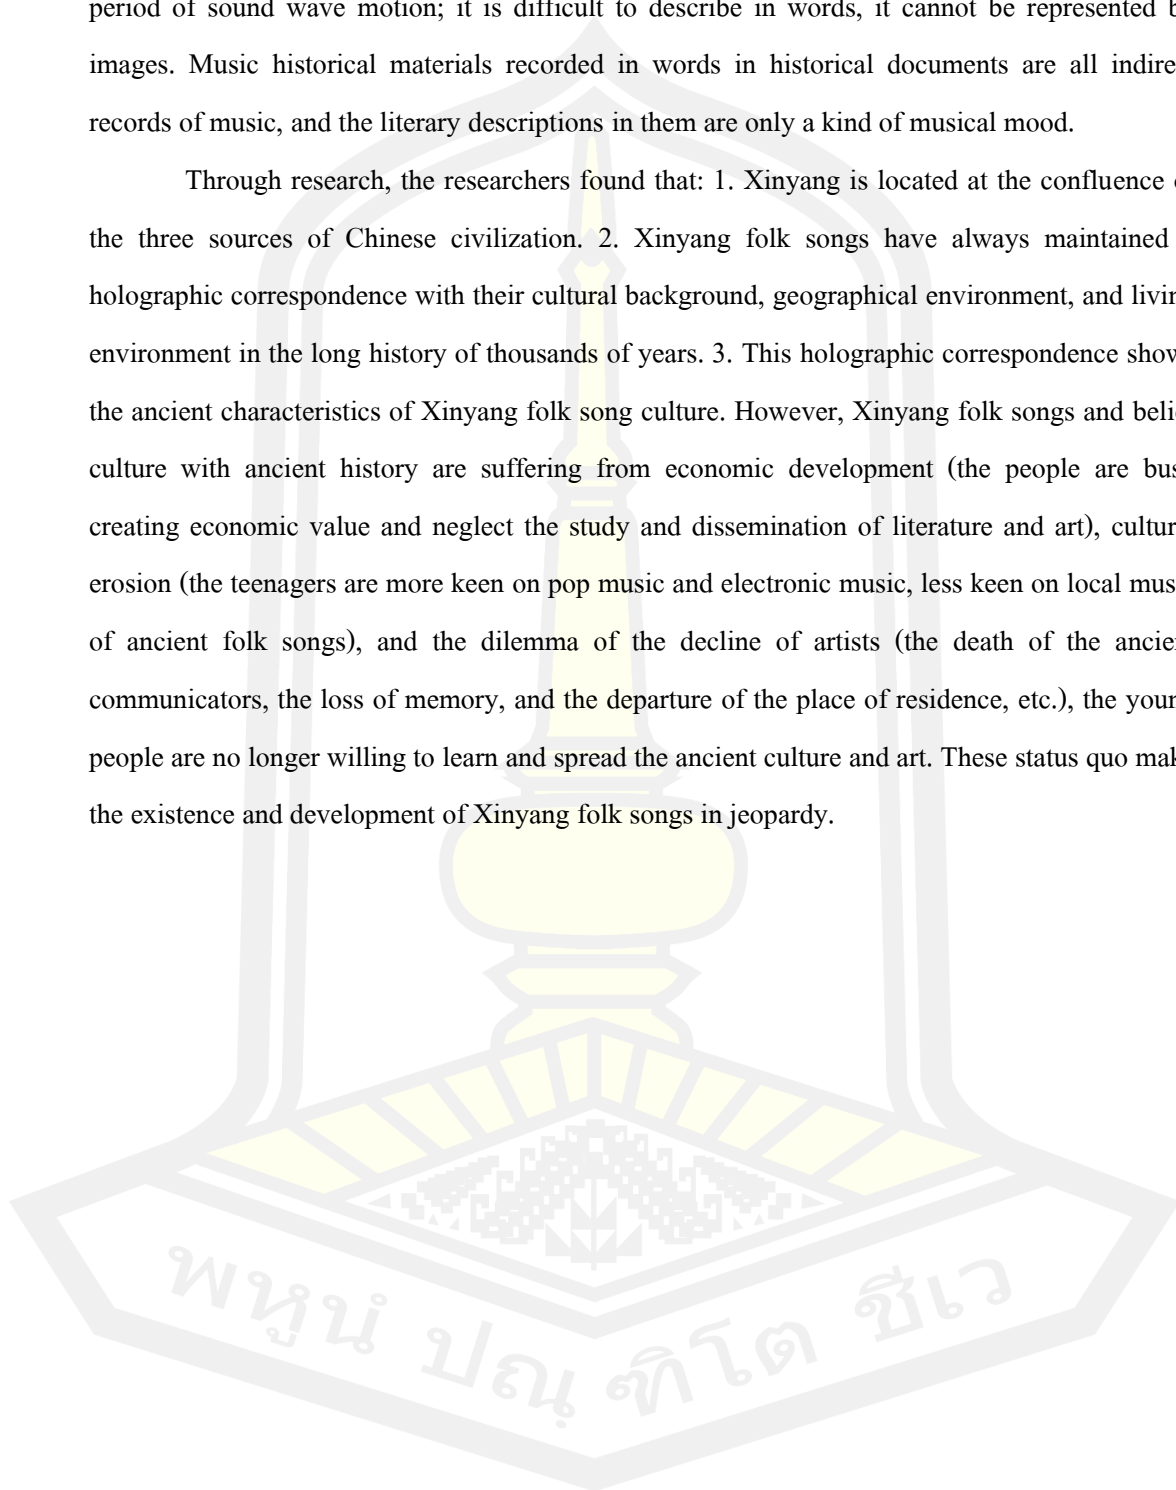 period of sound wave motion; it is difficult to describe in words, it cannot be represented
images. Music historical materials recorded in words in historical documents are all indire
records of music, and the literary descriptions in them are only a kind of musical mood.
Through research, the researchers found that: 1. Xinyang is located at the confluence
the three sources of Chinese civilization. 2. Xinyang folk songs have always maintained
holographic correspondence with their cultural background, geographical environment, and livin
environment in the long history of thousands of years. 3. This holographic correspondence show
the ancient characteristics of Xinyang folk song culture. However, Xinyang folk songs and beli
culture with ancient history are suffering from economic development (the people are bus
creating economic value and neglect the study and dissemination of literature and art), cultur
erosion (the teenagers are more keen on pop music and electronic music, less keen on local mus
of ancient folk songs), and the dilemma of the decline of artists (the death of the ancie
communicators, the loss of memory, and the departure of the place of residence, etc.), the youn
people are no longer willing to learn and spread the ancient culture and art. These status quo mak
the existence and development of Xinyang folk songs in jeopardy.
พหูนํ ปณฺฑิโต ชีเว